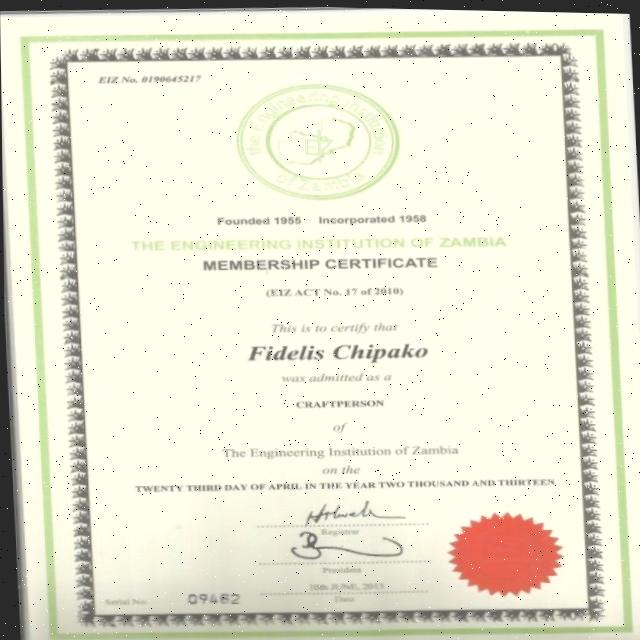 EIZ No. 0190645217
the Engineering Institution
of Zambia
Founded 1955 Incorporated 1958
THE ENGINEERING INSTITUTION OF ZAMBIA
MEMBERSHIP CERTIFICATE
(EIZ ACT No. 17 of 2010)
This is to certify that
Fidelis Chipako
was admitted as a
CRAFTPERSON
of
The Engineering Institution of Zambia
on the
TWENTY THIRD DAY OF APRIL IN THE YEAR TWO THOUSAND AND THIRTEEN
Registrar
President
JUNE, 2013
Serial No: 09462
Date